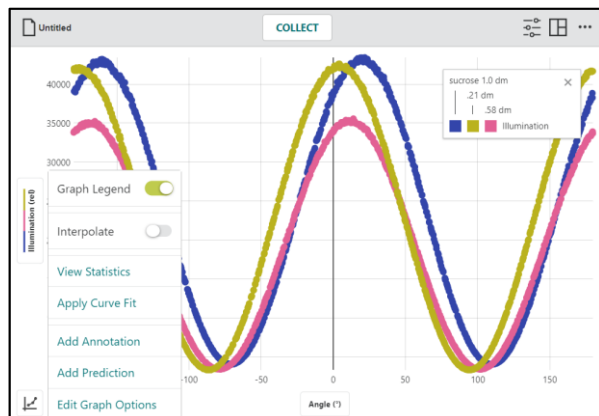 Untitled
COLLECT
sucrose 1.0 dm
.21 dm
.58 dm
Illumination
40000
35000
30000
Illumination (rel)
Graph Legend
Interpolate
View Statistics
Apply Curve Fit
Add Annotation
Add Prediction
Edit Graph Options
-100
-50
0
50
100
150
Angle (°)